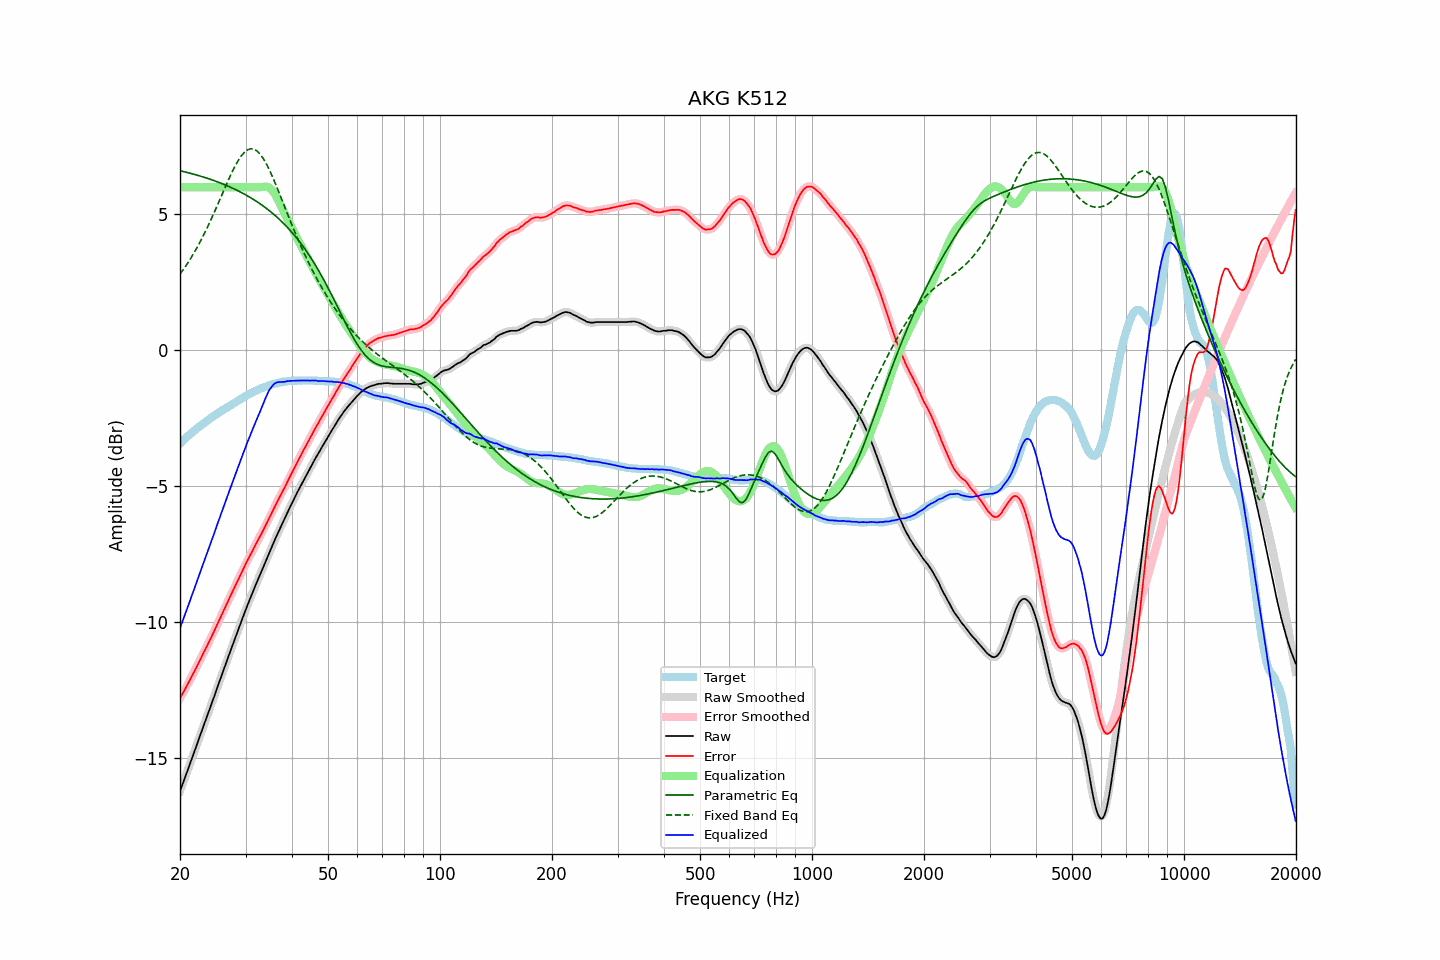 AKG K512
Amplitude (dBr)
5
0
−5
−10
−15
Target
Raw Smoothed
Error Smoothed
Raw
Error
Equalization
Parametric Eq
Fixed Band Eq
Equalized
20
50
100
200
500
1000
2000
5000
10000
20000
Frequency (Hz)